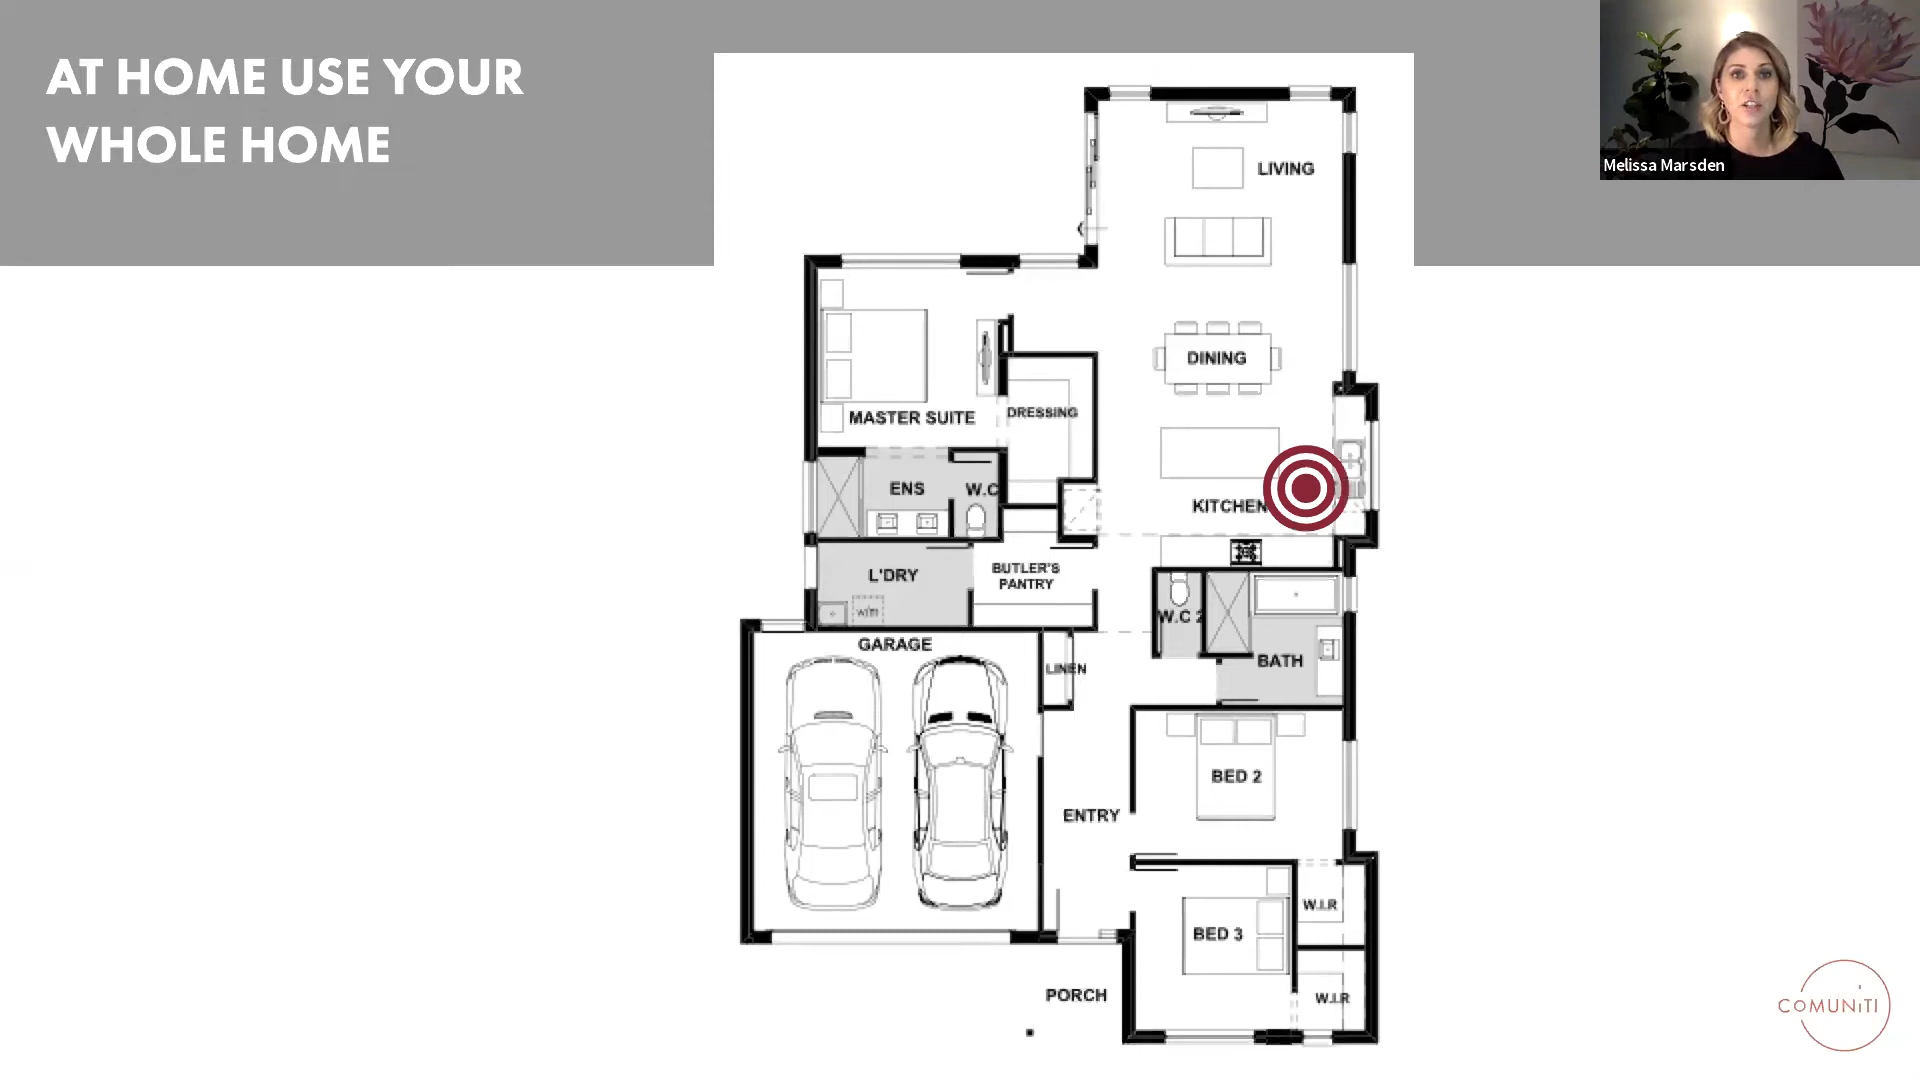 AT HOME USE YOUR
WHOLE HOME
Melissa Marsden
LIVING
DINING
MASTER SUITE
DRESSING
ENS
W.C
KITCHEN
L'DRY
BUTLER'S
PANTRY
w/m
W.C 2
GARAGE
LINEN
BATH
BED 2
ENTRY
W.I.R
BED 3
PORCH
W.I.R
COMUNiTI